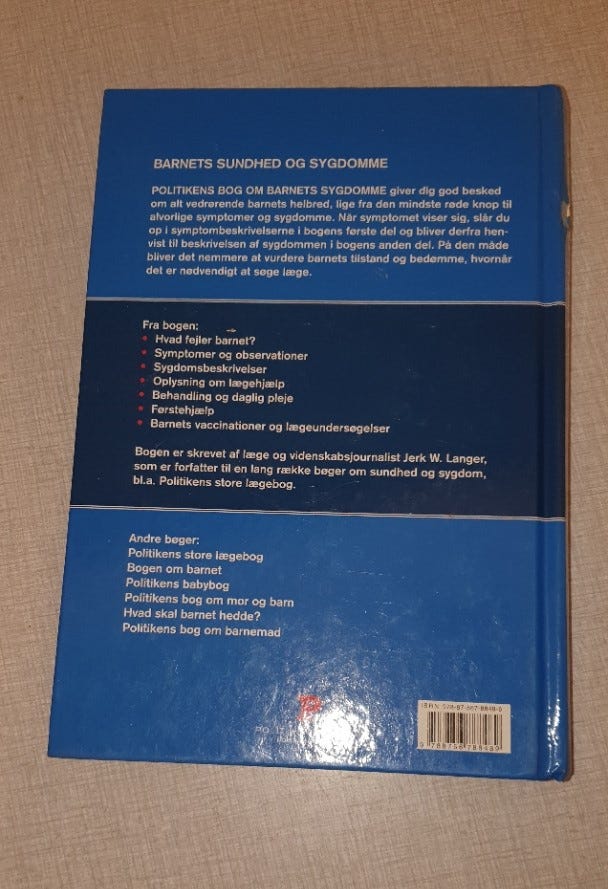 BARNETS SUNDHED OG SYGDOMME
POLITIKENS BOG OM BARNETS SYGDOMME giver dig god besked
om alt vedrørende barnets helbred, lige fra den mindste røde knop til
alvorlige symptomer og sygdomme. Når symptomet viser sig, slår du
op i symptombeskrivelserne i bogens første del og bliver derfra hen-
vist til beskrivelsen af sygdommen i bogens anden del. På den måde
bliver det nemmere at vurdere barnets tilstand og bedømme, hvornår
det er nødvendigt at søge læge.
Fra bogen:
• Hvad fejler barnet?
• Symptomer og observationer
• Sygdomsbeskrivelser
• Oplysning om lægehjælp
• Behandling og daglig pleje
• Førstehjælp
• Barnets vaccinationer og lægeundersøgelser
Bogen er skrevet af læge og videnskabsjournalist Jerk W. Langer,
som er forfatter til en lang række bøger om sundhed og sygdom,
bl.a. Politikens store lægebog.
Andre bøger:
Politikens store lægebog
Bogen om barnet
Politikens babybog
Politikens bog om mor og barn
Hvad skal barnet hedde?
Politikens bog om barnemad
ISBN
9 788756 788489